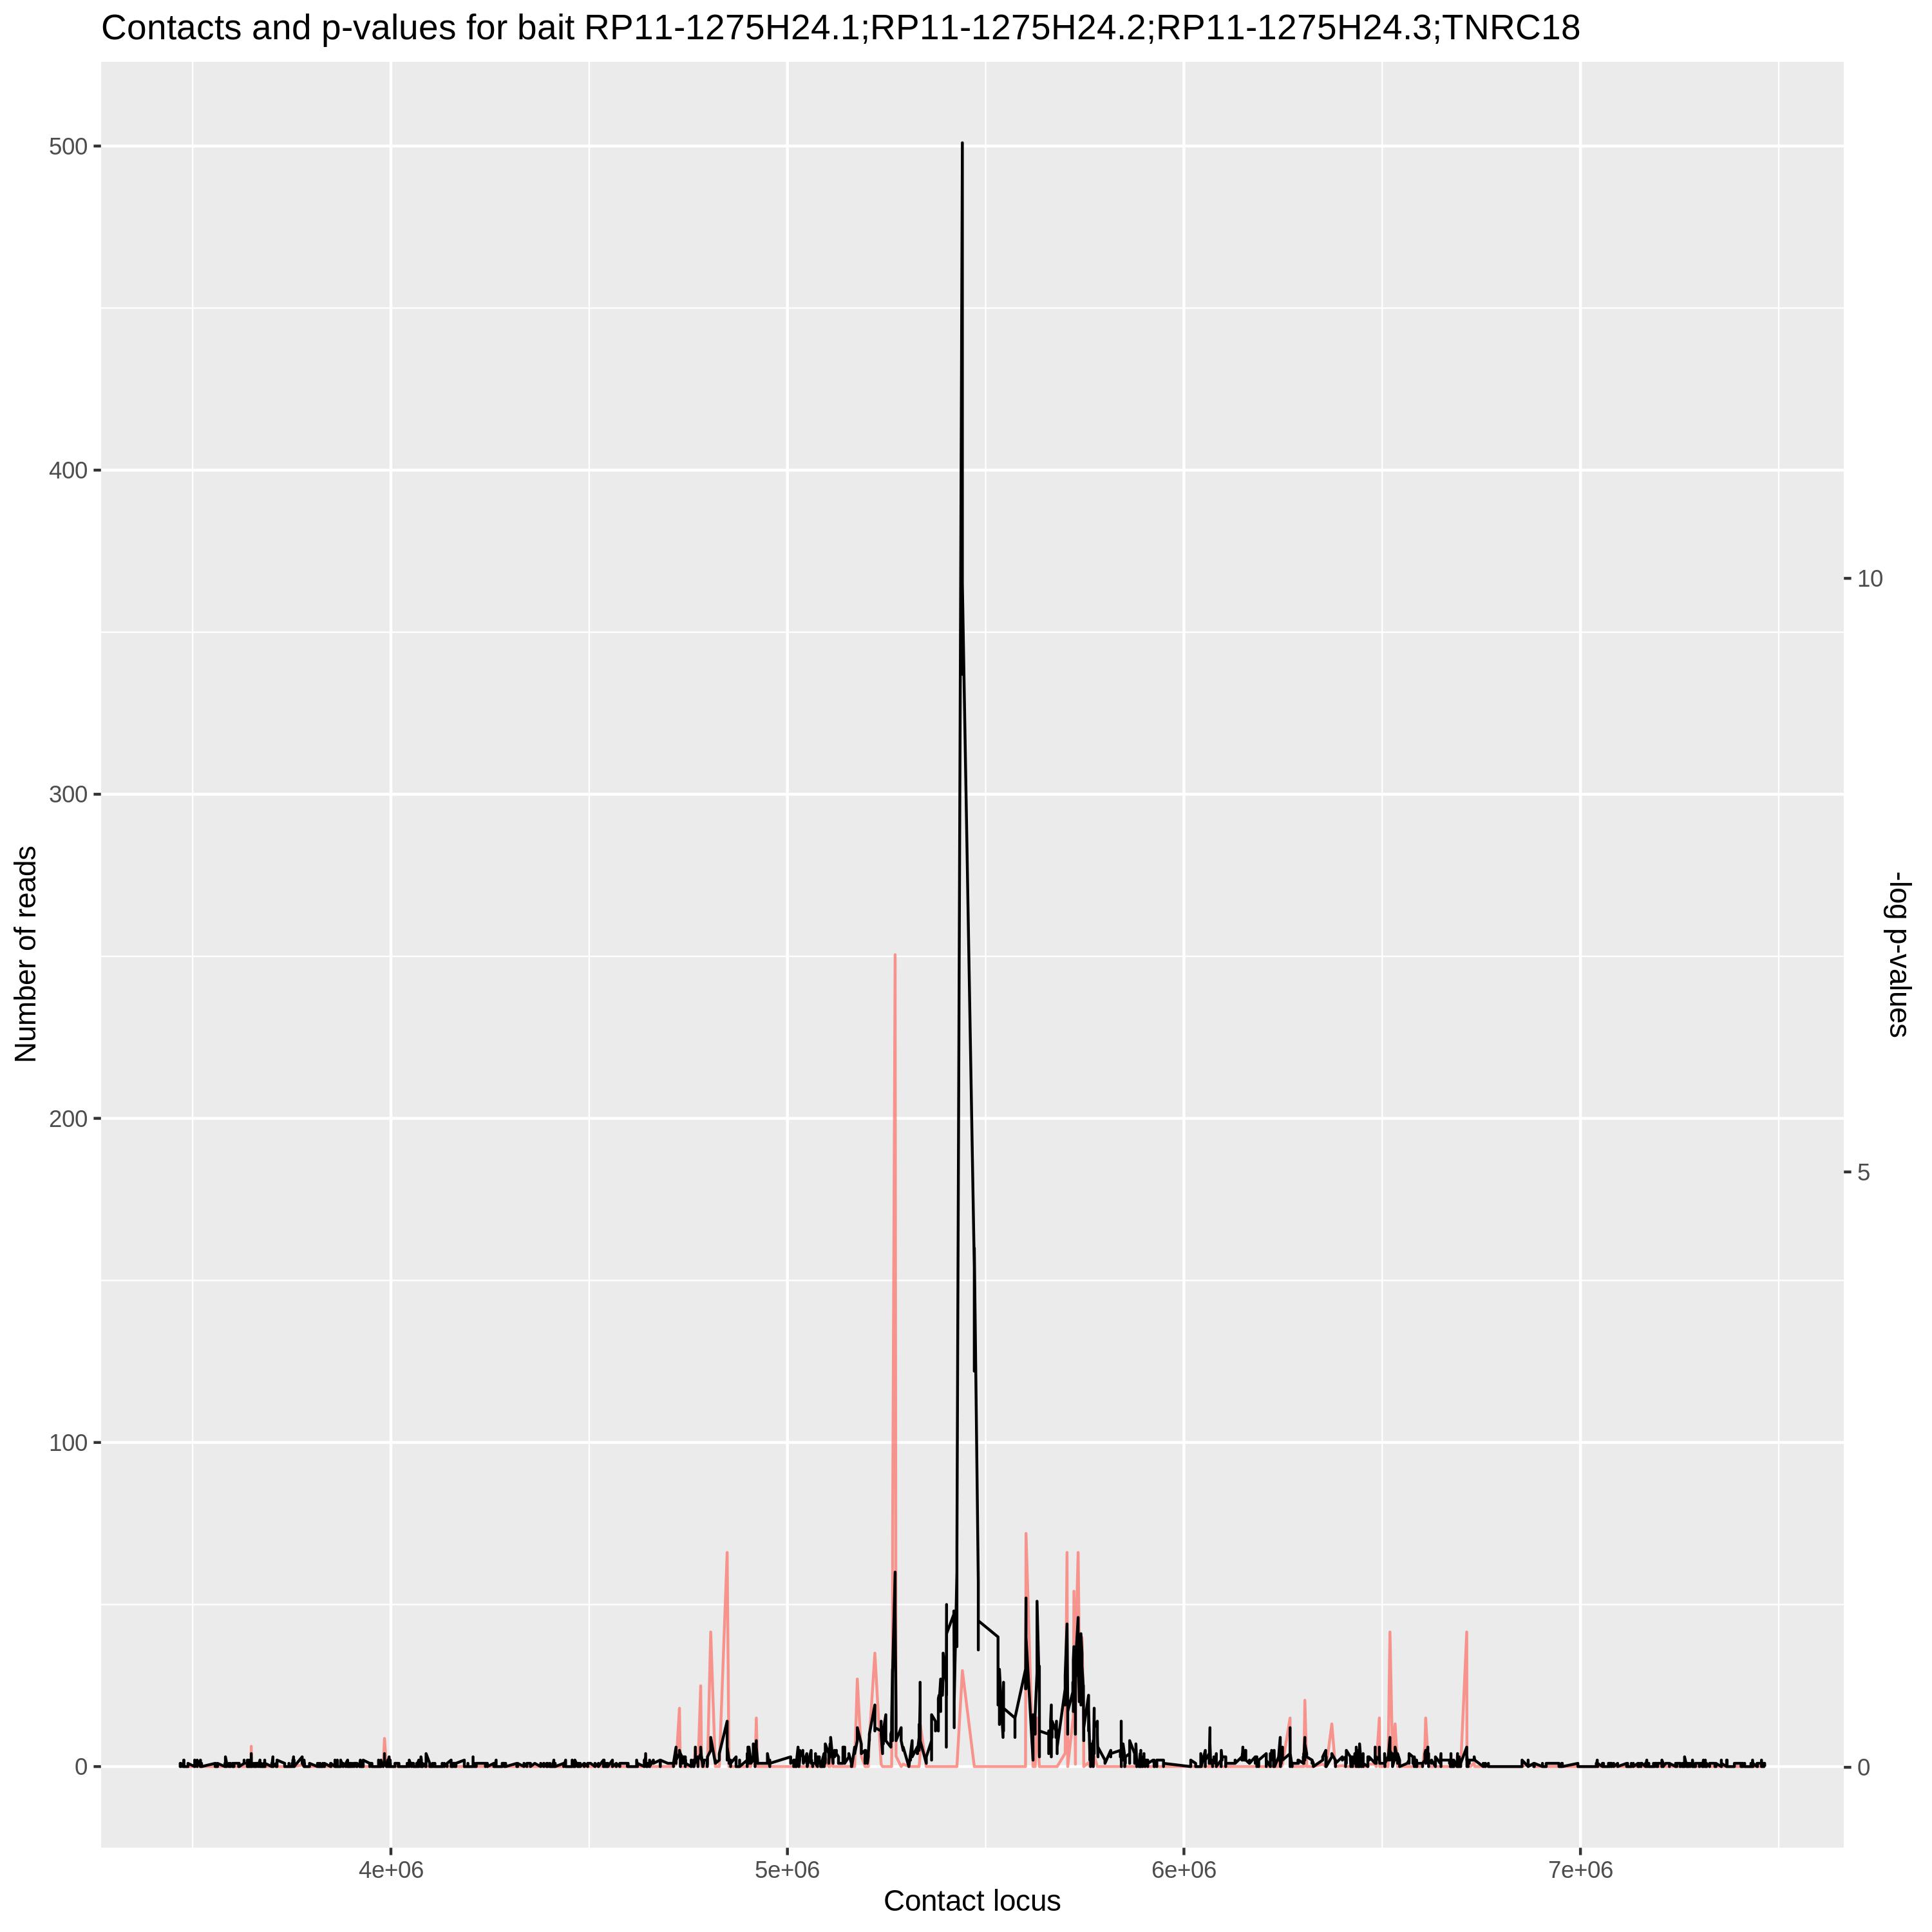 Contacts and p-values for bait RP11-1275H24.1;RP11-1275H24.2;RP11-1275H24.3;TNRC18
Number of reads
500
400
300
200
100
0
-log p-values
10
5
0
4e+06
5e+06
6e+06
7e+06
Contact locus